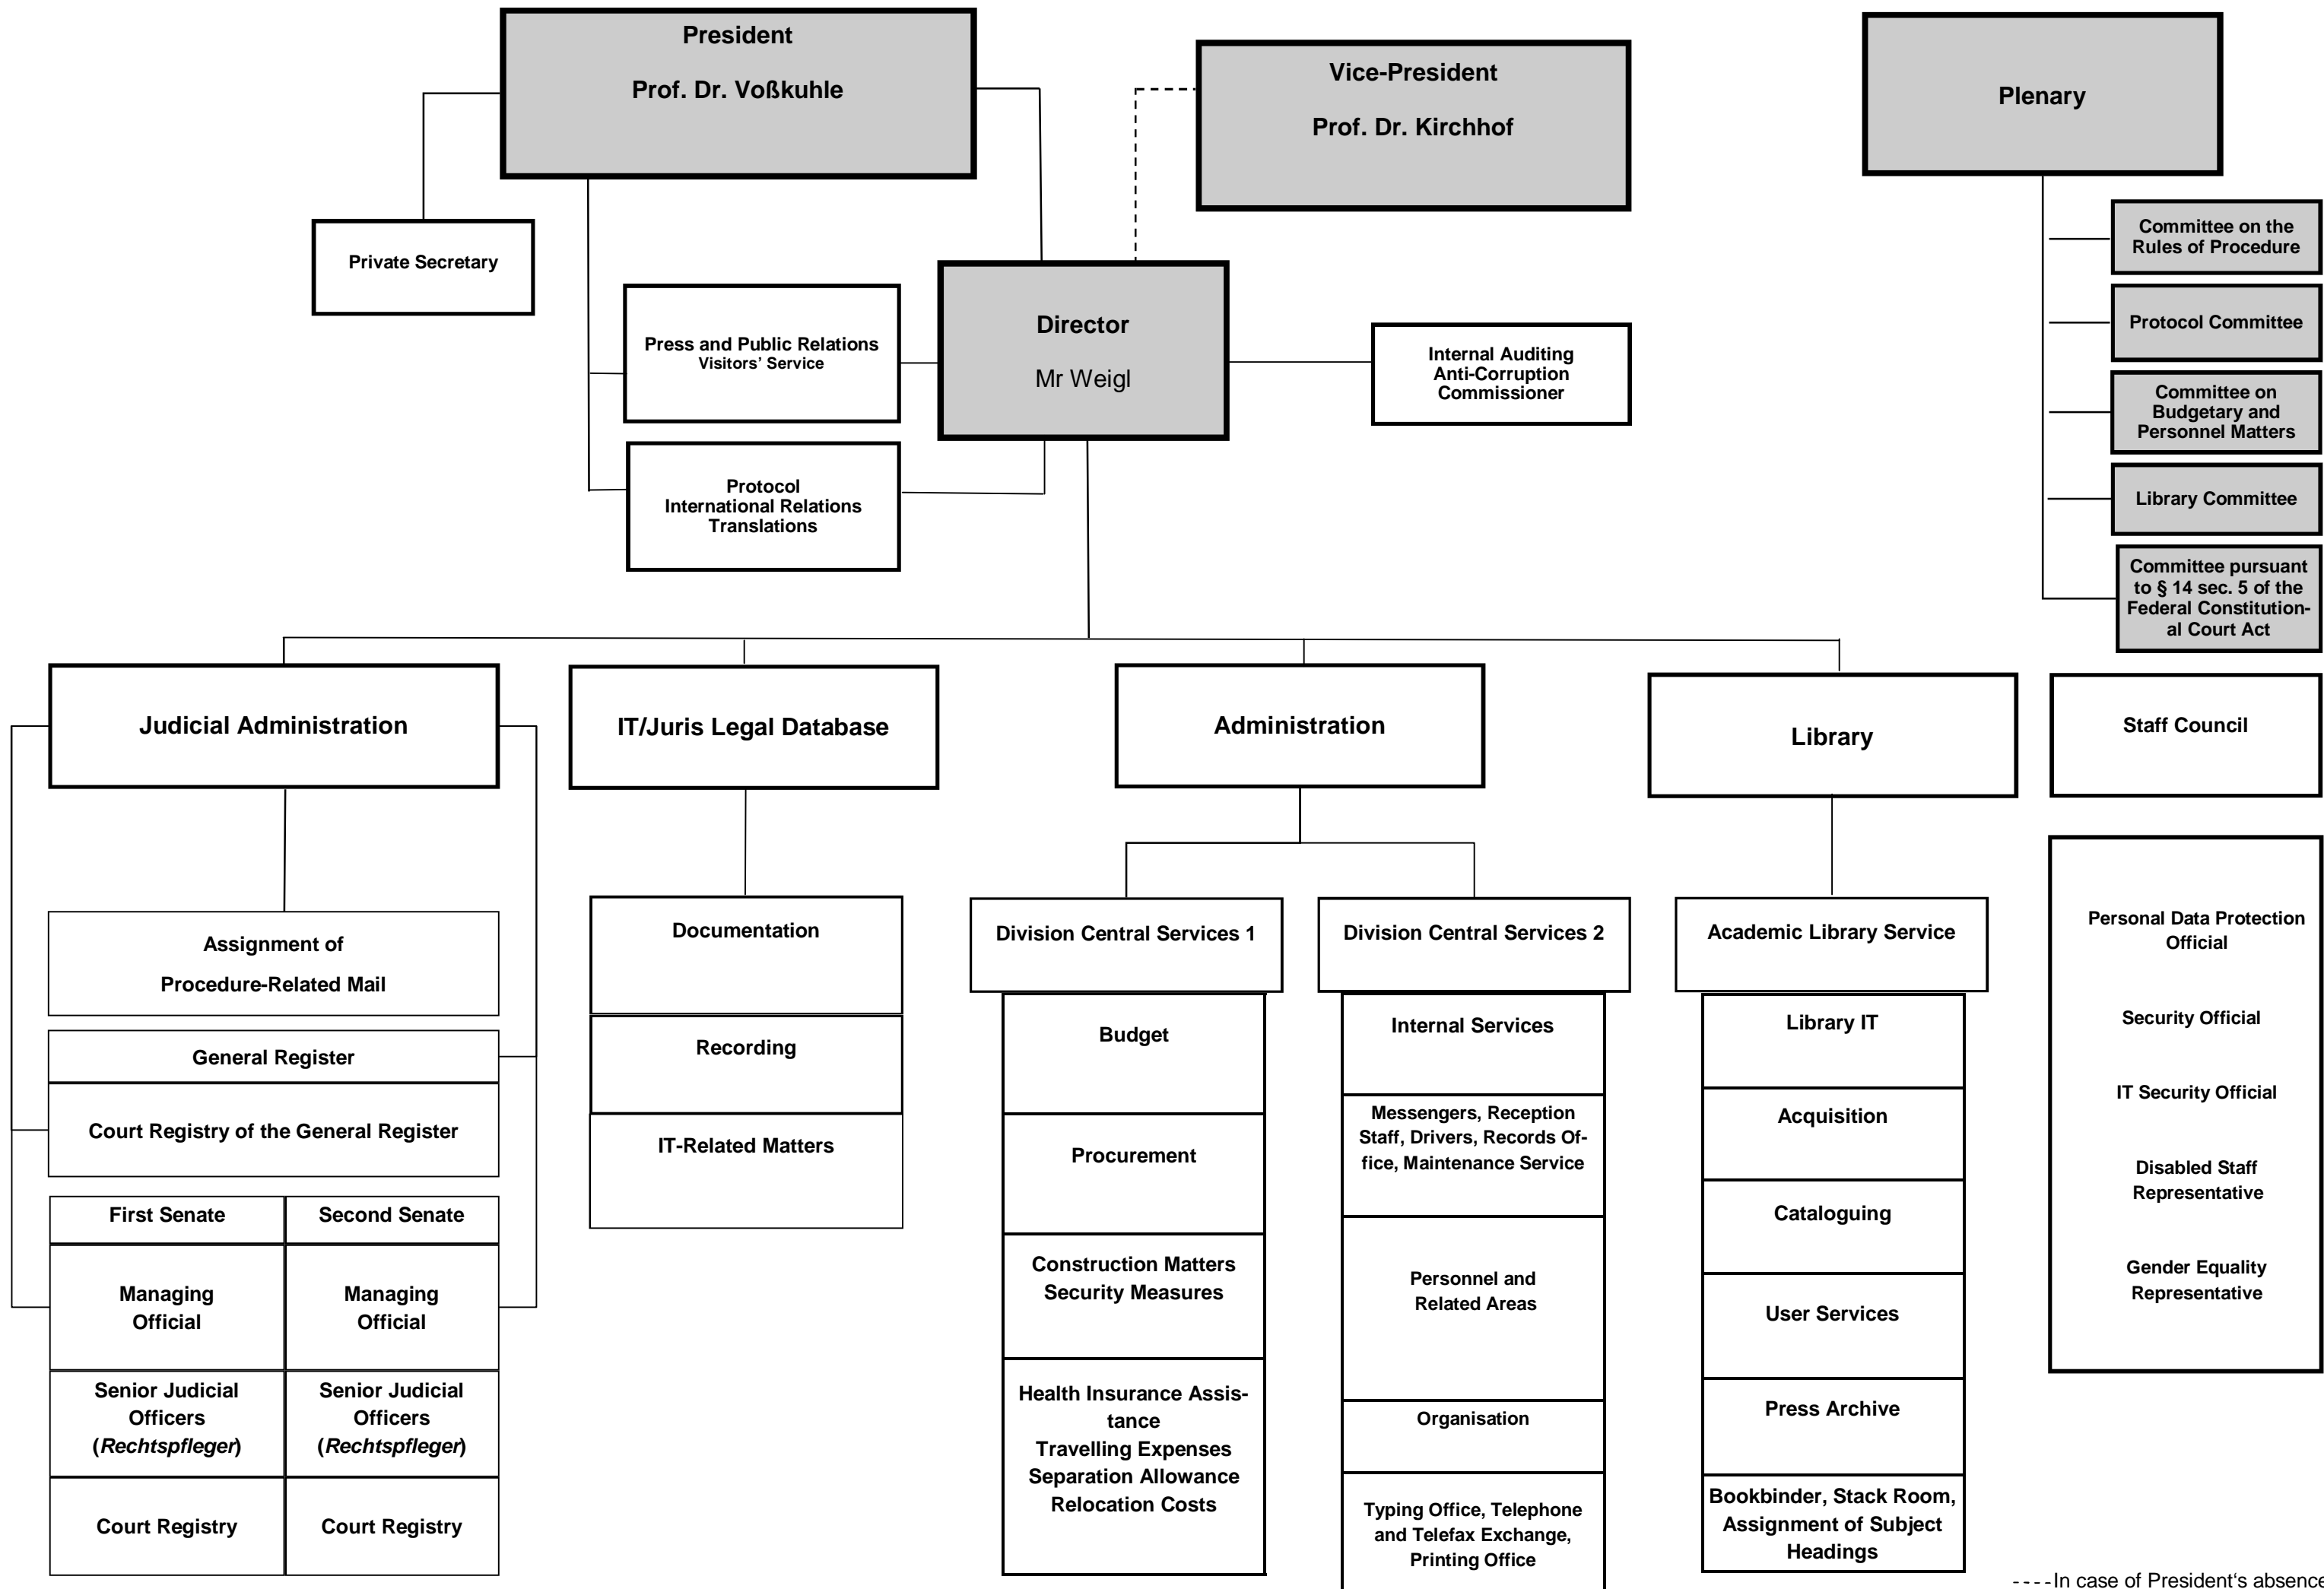 President
Prof. Dr. Voßkuhle
Vice-President
Prof. Dr. Kirchhof
Plenary
Private Secretary
Press and Public Relations
Visitors’ Service
Protocol
International Relations
Translations
Director
Mr Weigl
Internal Auditing
Anti-Corruption
Commissioner
Committee on the
Rules of Procedure
Protocol Committee
Committee on
Budgetary and
Personnel Matters
Library Committee
Committee pursuant
to § 14 sec. 5 of the
Federal Constitution-
al Court Act
Judicial Administration
IT/Juris Legal Database
Administration
Library
Staff Council
Assignment of
Procedure-Related Mail
General Register
Court Registry of the General Register
First Senate
Second Senate
Managing
Official
Managing
Official
Senior Judicial
Officers
(Rechtspfleger)
Senior Judicial
Officers
(Rechtspfleger)
Court Registry
Court Registry
Documentation
Recording
IT-Related Matters
Division Central Services 1
Budget
Procurement
Construction Matters
Security Measures
Health Insurance Assis-
tance
Travelling Expenses
Separation Allowance
Relocation Costs
Division Central Services 2
Internal Services
Messengers, Reception
Staff, Drivers, Records Of-
fice, Maintenance Service
Personnel and
Related Areas
Organisation
Typing Office, Telephone
and Telefax Exchange,
Printing Office
Academic Library Service
Library IT
Acquisition
Cataloguing
User Services
Press Archive
Bookbinder, Stack Room,
Assignment of Subject
Headings
Personal Data Protection
Official
Security Official
IT Security Official
Disabled Staff
Representative
Gender Equality
Representative
----In case of President‘s absence